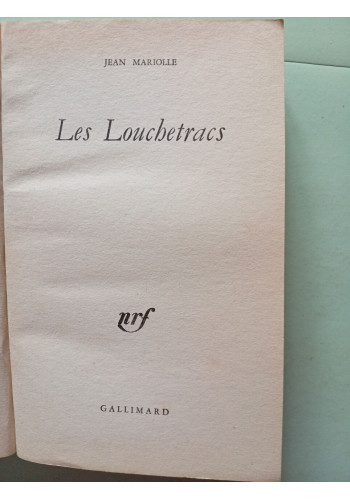 JEAN MARIOLLE
Les Louchetracs
nrf
GALLIMARD